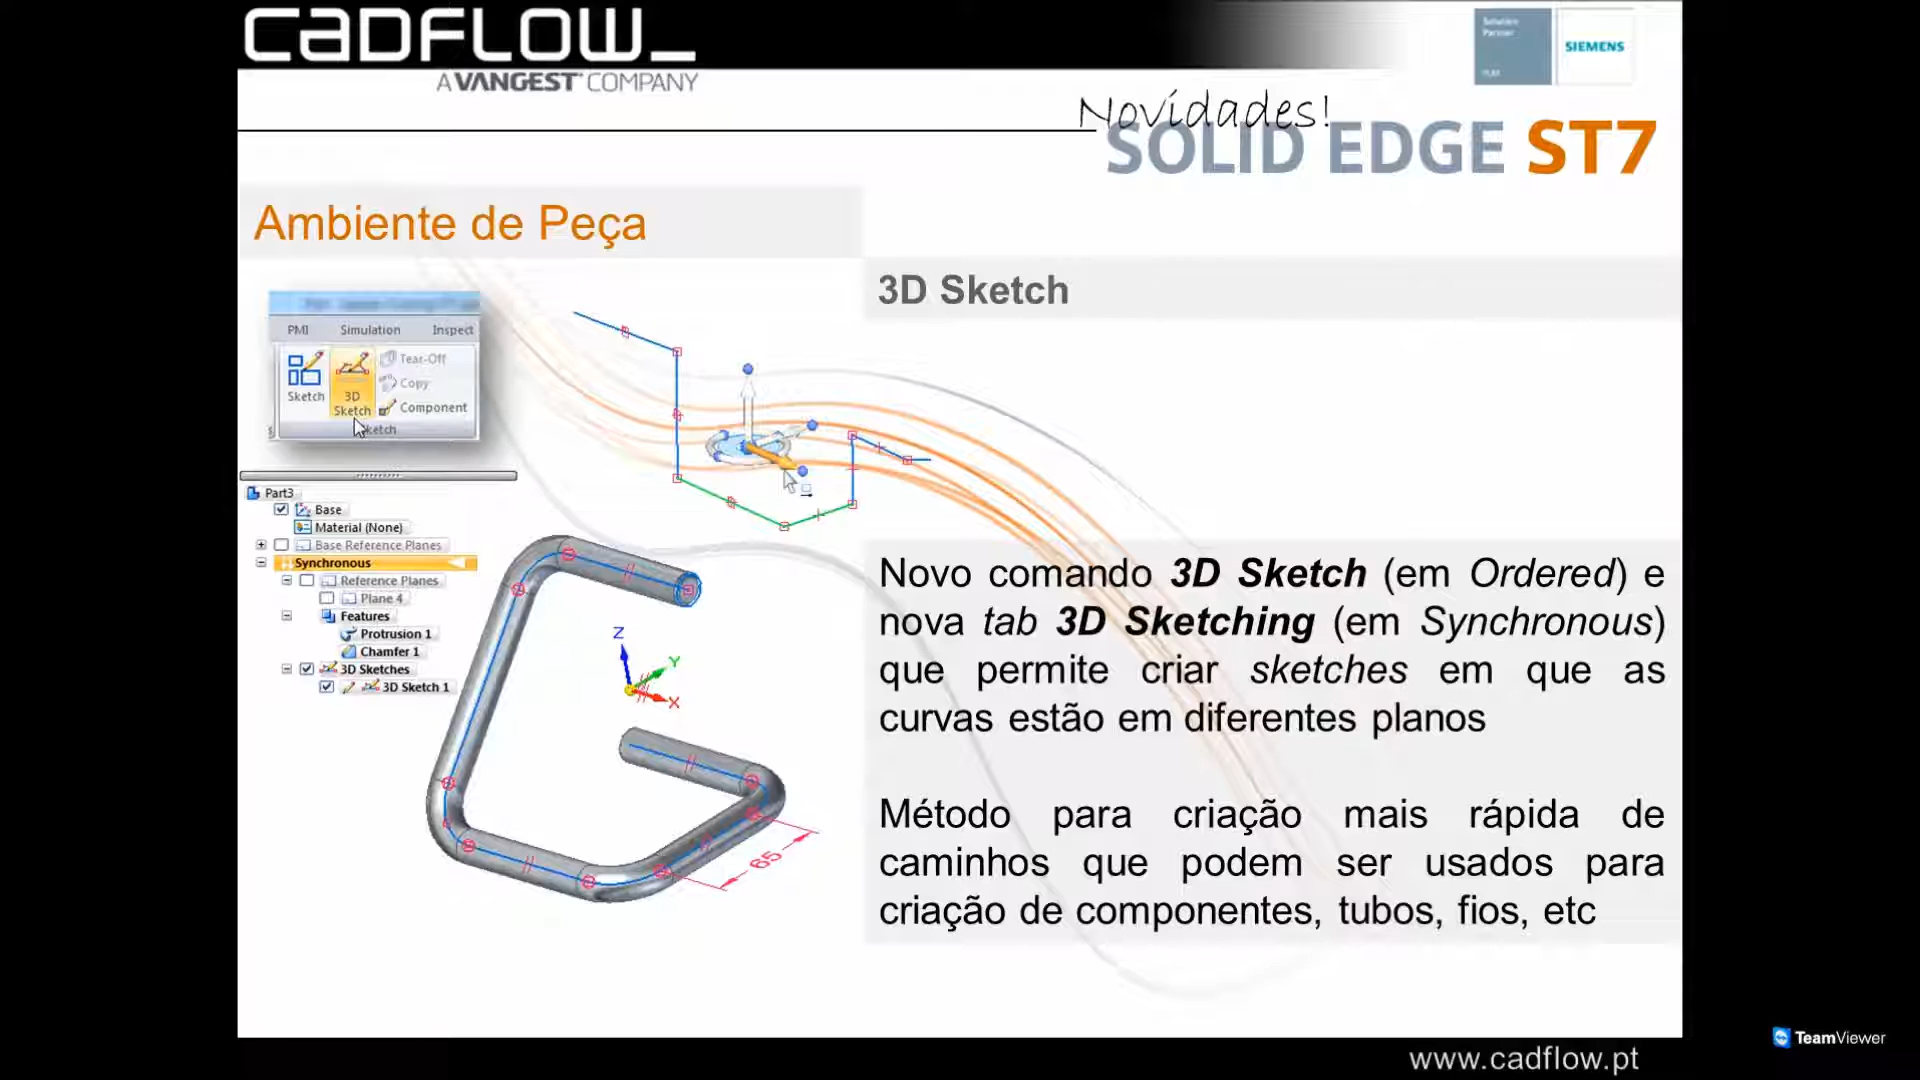 CADFLOW_
A VANGEST COMPANY
Solution
Partner
PLM
SIEMENS
Novidades!
SOLID EDGE ST7
Ambiente de Peça
3D Sketch
PMI Simulation Inspect
Sketch
3D
Sketch
Tear-Off
Copy
Component
ketch
Part3
Base
Material (None)
Base Reference Planes
Synchronous
Reference Planes
Plane 4
Features
Protrusion 1
Chamfer 1
3D Sketches
3D Sketch 1
Z
Y
X
65
Novo comando 3D Sketch (em Ordered) e
nova tab 3D Sketching (em Synchronous)
que permite criar sketches em que as
curvas estão em diferentes planos
Método para criação mais rápida de
caminhos que podem ser usados para
criação de componentes, tubos, fios, etc
TeamViewer
www.cadflow.pt